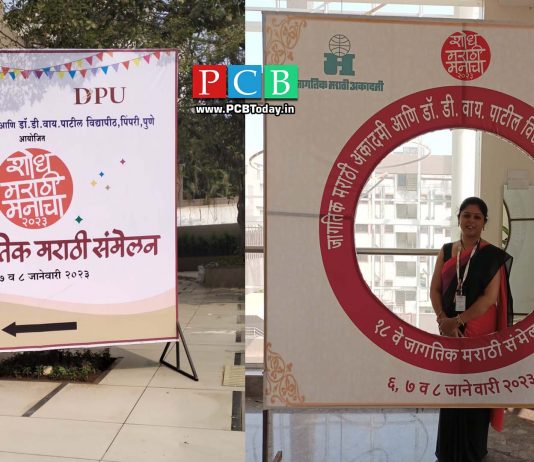 DPU
आणि डॉ.डी.वाय.पाटील विद्यापीठ,पिंपरी,पुणे
आयोजित
शोध
मराठी
मनाचा
२०२३
तिक मराठी संमेलन
७ व ८ जानेवारी २०२३
PCB
www.PCBToday.in
जागतिक मराठी अकादमी
शोध
मराठी
मनाचा
२०२३
जागतिक मराठी अकादमी आणि डॉ. डी. वाय. पाटील
१८ वे जागतिक मराठी संमेलन
६, ७ व ८ जानेवारी २०२३